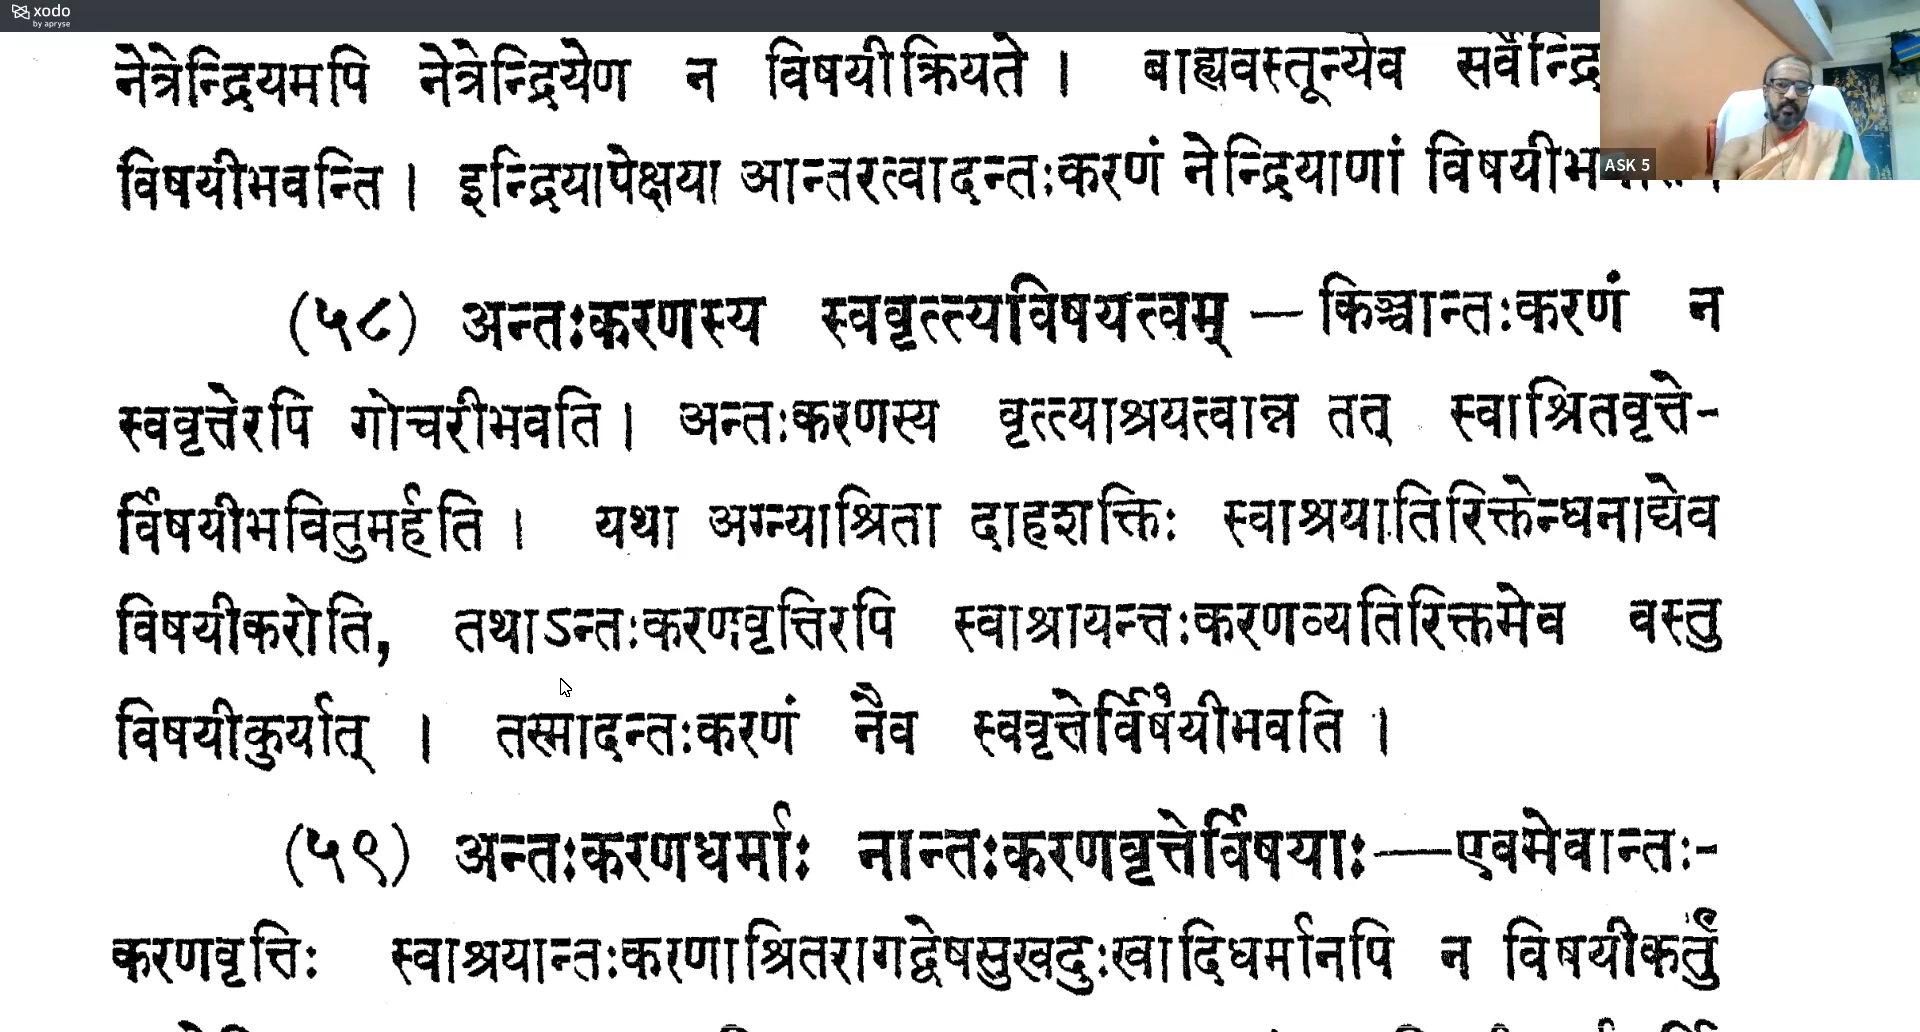 xodo
by apryse
नेत्रेन्द्रियमपि नेत्रेन्द्रियेण न विषयीक्रियते । बाह्यवस्तून्येव
विषयीभवन्ति । इन्द्रियापेक्षया आन्तरत्वादन्तःकरणं नेन्द्रियाणां
ASK 5
(५८) अन्तःकरणस्य स्ववृत्त्यविषयत्वम् — किञ्चान्तःकरणं न
स्ववृत्तेरपि गोचरीभवति । अन्तःकरणस्य वृत्त्याश्रयत्वान्न तत् स्वाश्रितवृत्ते-
र्विषयीभवितुमर्हति । यथा अग्न्याश्रिता दाहशक्तिः स्वाश्रयातिरिक्तेन्धनाद्येव
विषयीकरोति, तथाऽन्तःकरणवृत्तिरपि स्वाश्रायन्तःकरणव्यतिरिक्तमेव वस्तु
विषयीकुर्यात् । तस्मादन्तःकरणं नैव स्ववृत्तेर्विषयीभवति ।
(५९) अन्तःकरणधर्माः नान्तःकरणवृत्तेर्विषयाः—एवमेवान्तः-
करणवृत्तिः स्वाश्रयान्तःकरणाश्रितरागद्वेषसुखदुःखादिधर्मानपि न विषयीकर्तुं